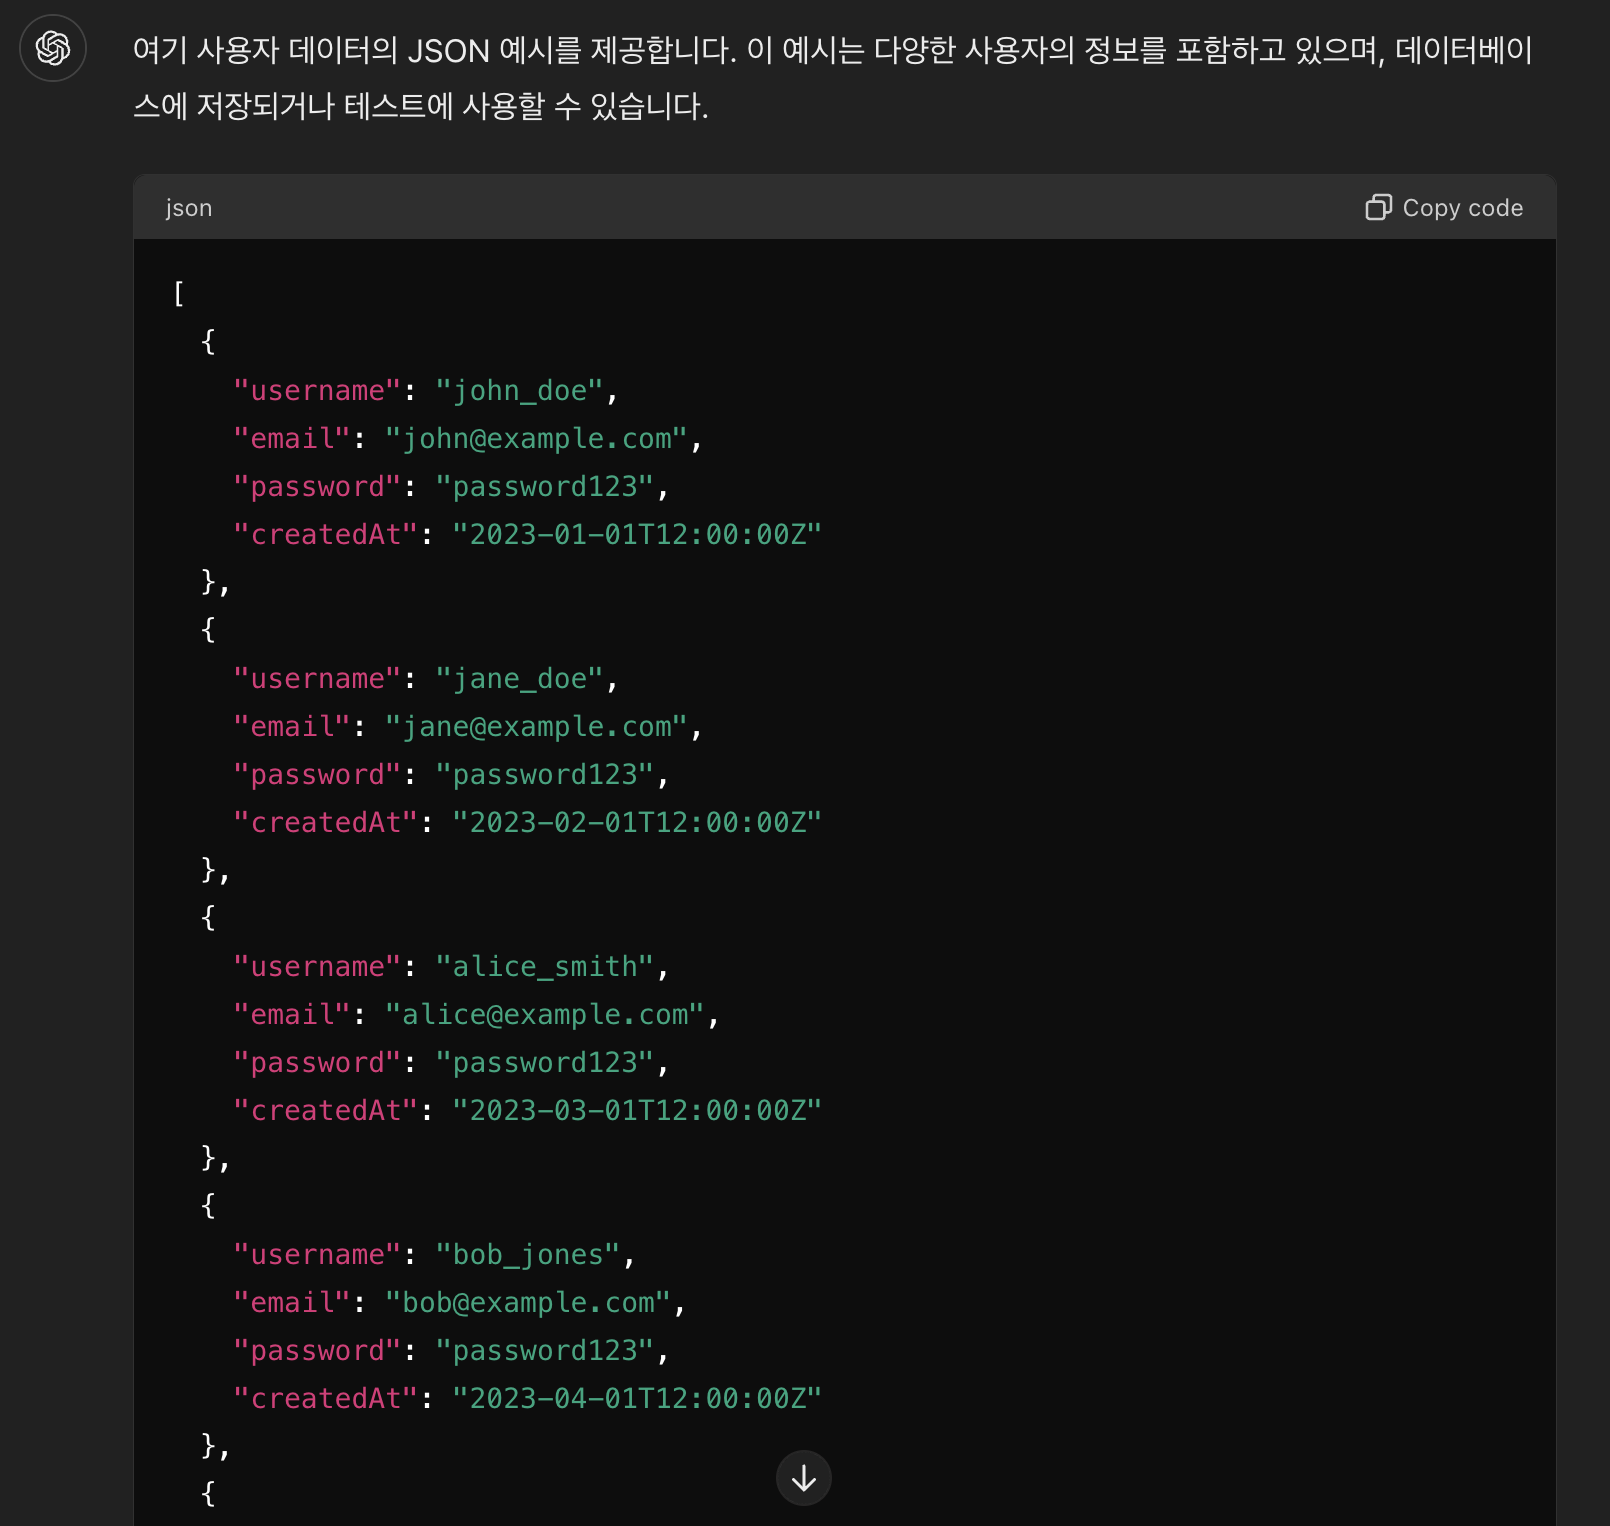 여기 사용자 데이터의 JSON 예시를 제공합니다. 이 예시는 다양한 사용자의 정보를 포함하고 있으며, 데이터베이
스에 저장되거나 테스트에 사용할 수 있습니다.
json Copy code
[
  {
    "username": "john_doe",
    "email": "john@example.com",
    "password": "password123",
    "createdAt": "2023-01-01T12:00:00Z"
  },
  {
    "username": "jane_doe",
    "email": "jane@example.com",
    "password": "password123",
    "createdAt": "2023-02-01T12:00:00Z"
  },
  {
    "username": "alice_smith",
    "email": "alice@example.com",
    "password": "password123",
    "createdAt": "2023-03-01T12:00:00Z"
  },
  {
    "username": "bob_jones",
    "email": "bob@example.com",
    "password": "password123",
    "createdAt": "2023-04-01T12:00:00Z"
  },
  {